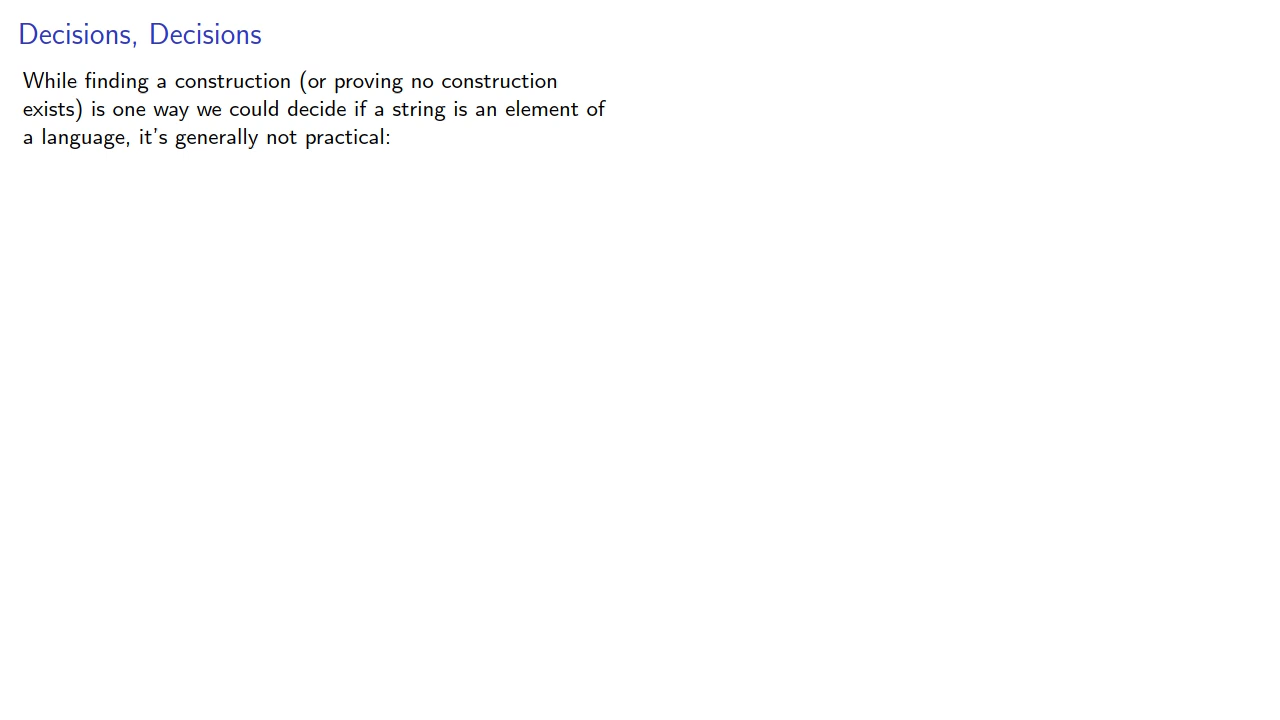 Decisions, Decisions
While finding a construction (or proving no construction
exists) is one way we could decide if a string is an element of
a language, it's generally not practical: